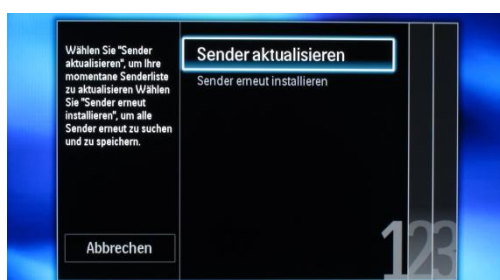 Wählen Sie "Sender
aktualisieren", um Ihre
momentane Senderliste
zu aktualisieren Wählen
Sie "Sender erneut
installieren", um alle
Sender erneut zu suchen
und zu speichern.
Abbrechen
Sender aktualisieren
Sender erneut installieren
123